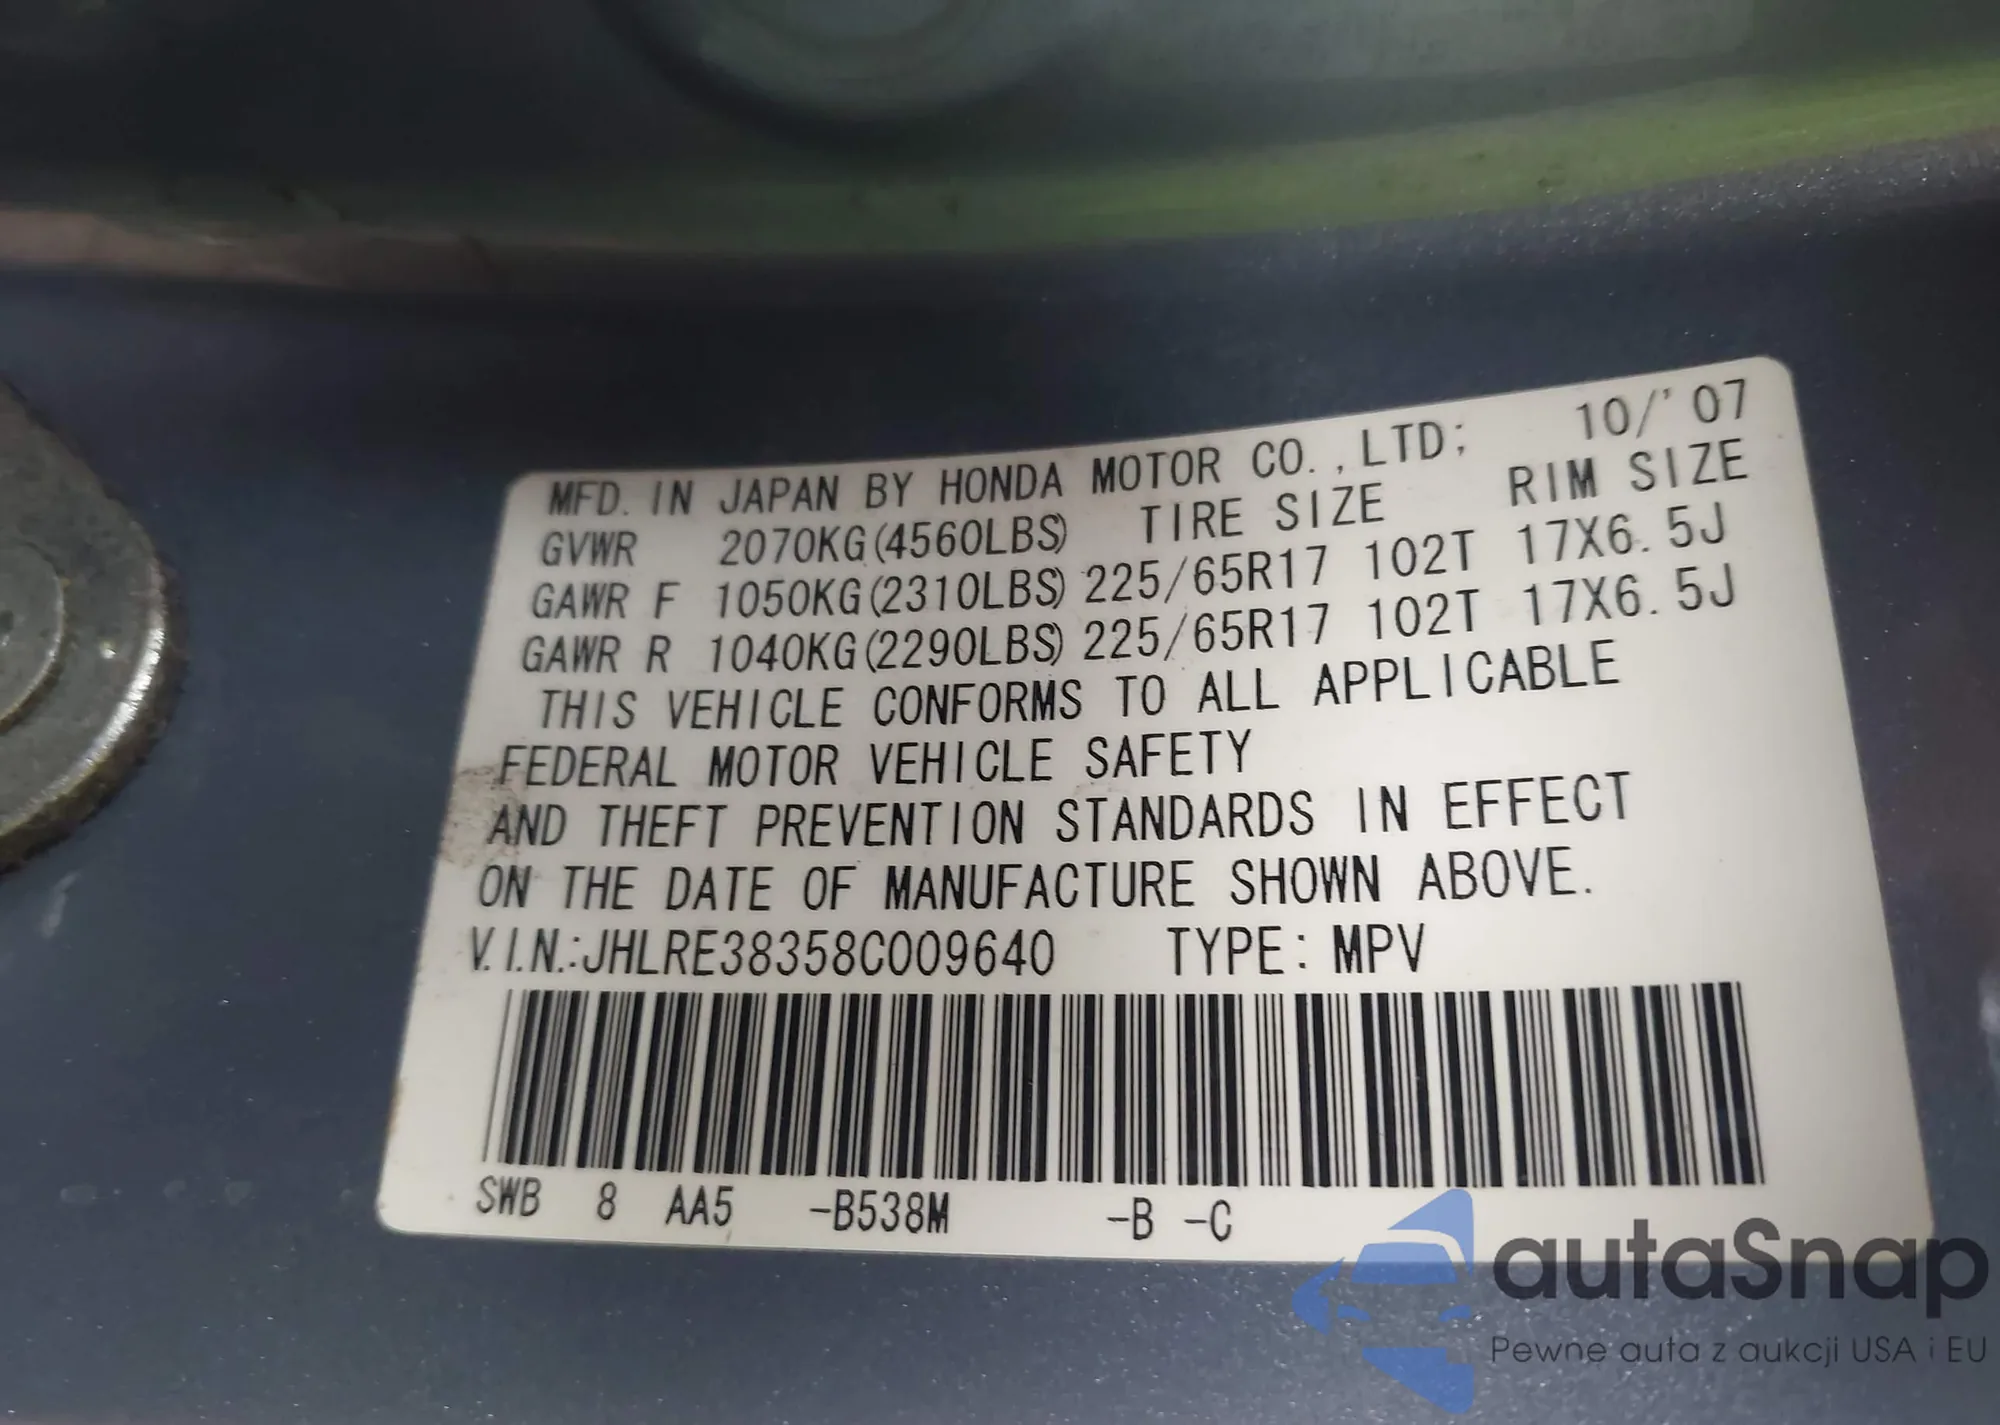 MFD. IN JAPAN BY HONDA MOTOR CO.,LTD; 10/'07
GVWR 2070KG(4560LBS) TIRE SIZE RIM SIZE
GAWR F 1050KG(2310LBS) 225/65R17 102T 17X6.5J
GAWR R 1040KG(2290LBS) 225/65R17 102T 17X6.5J
THIS VEHICLE CONFORMS TO ALL APPLICABLE
FEDERAL MOTOR VEHICLE SAFETY
AND THEFT PREVENTION STANDARDS IN EFFECT
ON THE DATE OF MANUFACTURE SHOWN ABOVE.
V.I.N.:JHLRE38358C009640 TYPE: MPV
SWB 8 AA5 -B538M -B -C
autaSnap
Pewne auta z aukcji USA i EU